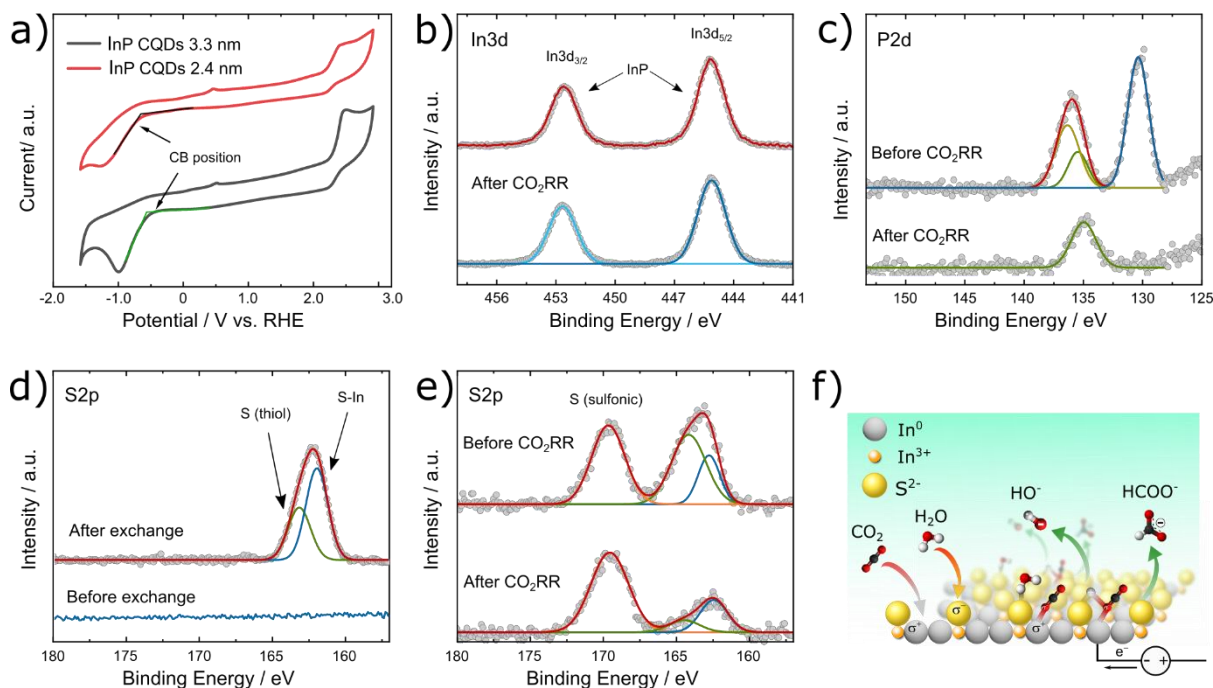 a)
InP CQDs 3.3 nm
InP CQDs 2.4 nm
CB position
Current/ a.u.
-2.0 -1.0 0 1.0 2.0 3.0
Potential / V vs. RHE
b)
In3d
In3d3/2
In3d5/2
InP
After CO2RR
Intensity / a.u.
456 453 450 447 444 441
Binding Energy / eV
c)
P2d
Before CO2RR
After CO2RR
Intensity / a.u.
150 145 140 135 130 125
Binding Energy / eV
d)
S2p
S (thiol)
S-In
After exchange
Before exchange
Intensity / a.u.
180 175 170 165 160
Binding Energy / eV
e)
S2p
S (sulfonic)
Before CO2RR
After CO2RR
Intensity / a.u.
180 175 170 165 160
Binding Energy / eV
f)
In0
In3+
S2-
CO2
H2O
HO-
HCOO-
σ+ σ- σ+
e-
- +